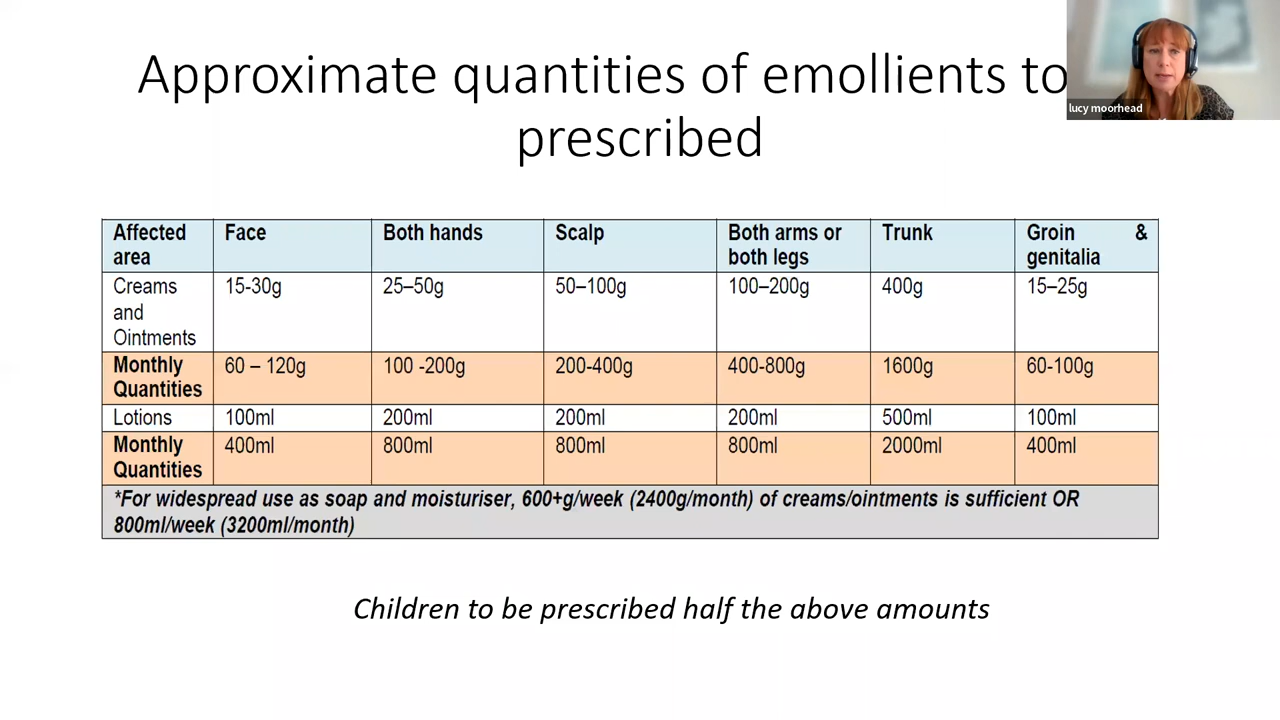 Approximate quantities of emollients to
prescribed
lucy moorhead
Affected area | Face | Both hands | Scalp | Both arms or both legs | Trunk | Groin & genitalia
Creams and Ointments | 15-30g | 25–50g | 50–100g | 100–200g | 400g | 15–25g
Monthly Quantities | 60 – 120g | 100 -200g | 200-400g | 400-800g | 1600g | 60-100g
Lotions | 100ml | 200ml | 200ml | 200ml | 500ml | 100ml
Monthly Quantities | 400ml | 800ml | 800ml | 800ml | 2000ml | 400ml
*For widespread use as soap and moisturiser, 600+g/week (2400g/month) of creams/ointments is sufficient OR
800ml/week (3200ml/month)
Children to be prescribed half the above amounts